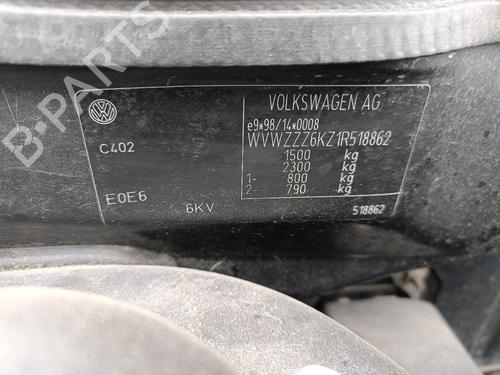 B-PARTS
VOLKSWAGEN AG
e9*98/14*0008
WVWZZZ6KZ1R518862
1500 kg
2300 kg
1- 800 kg
2- 790 kg
C402
E0E6
6KV
518862